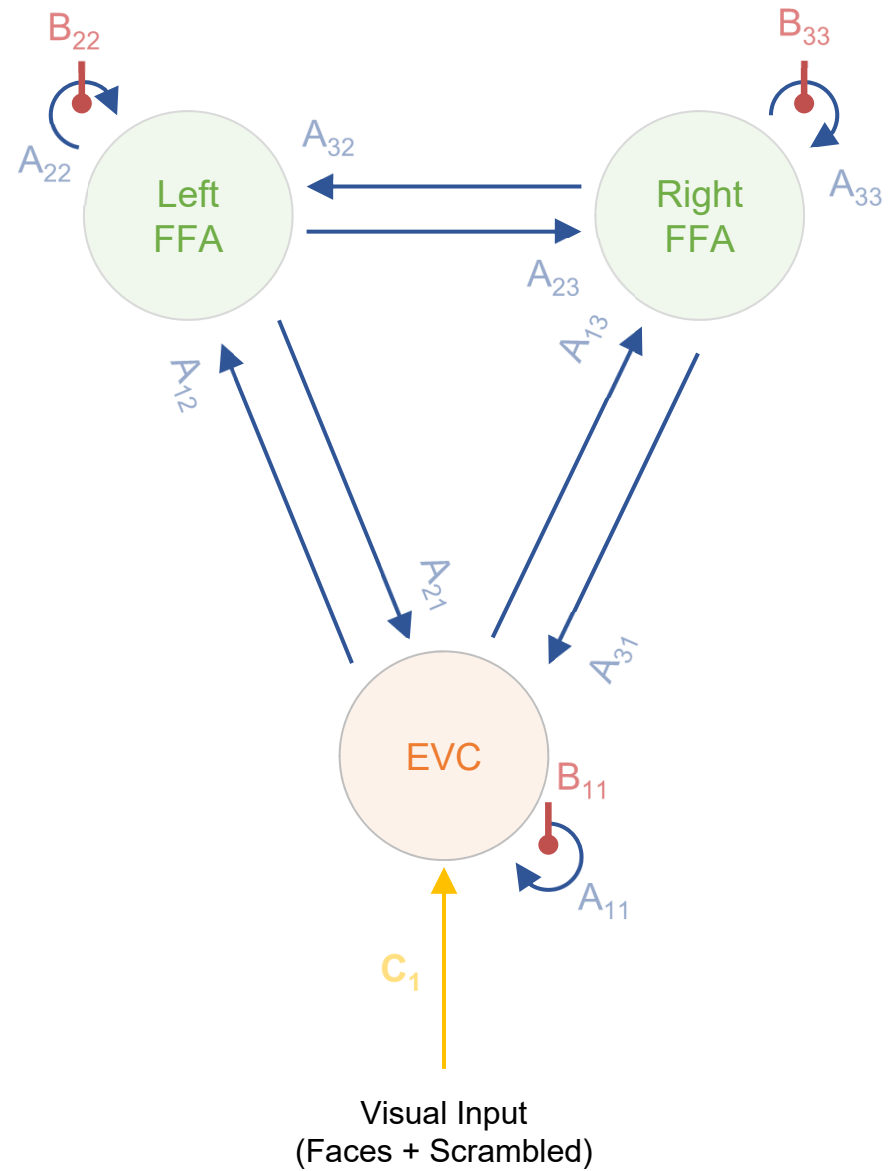 B22
B33
A22
Left
FFA
A32
Right
FFA
A33
A23
A13
A12
A21
A31
EVC
B11
A11
C1
Visual Input
(Faces + Scrambled)